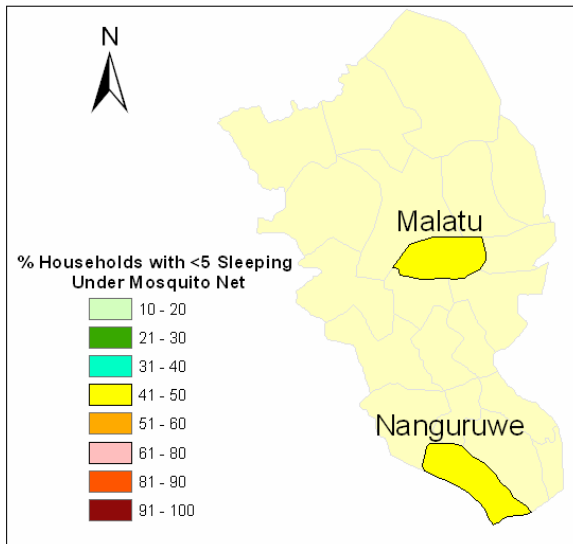 N
Malatu
% Households with <5 Sleeping
Under Mosquito Net
10 - 20
21 - 30
31 - 40
41 - 50
51 - 60
61 - 80
81 - 90
91 - 100
Nanguruwe